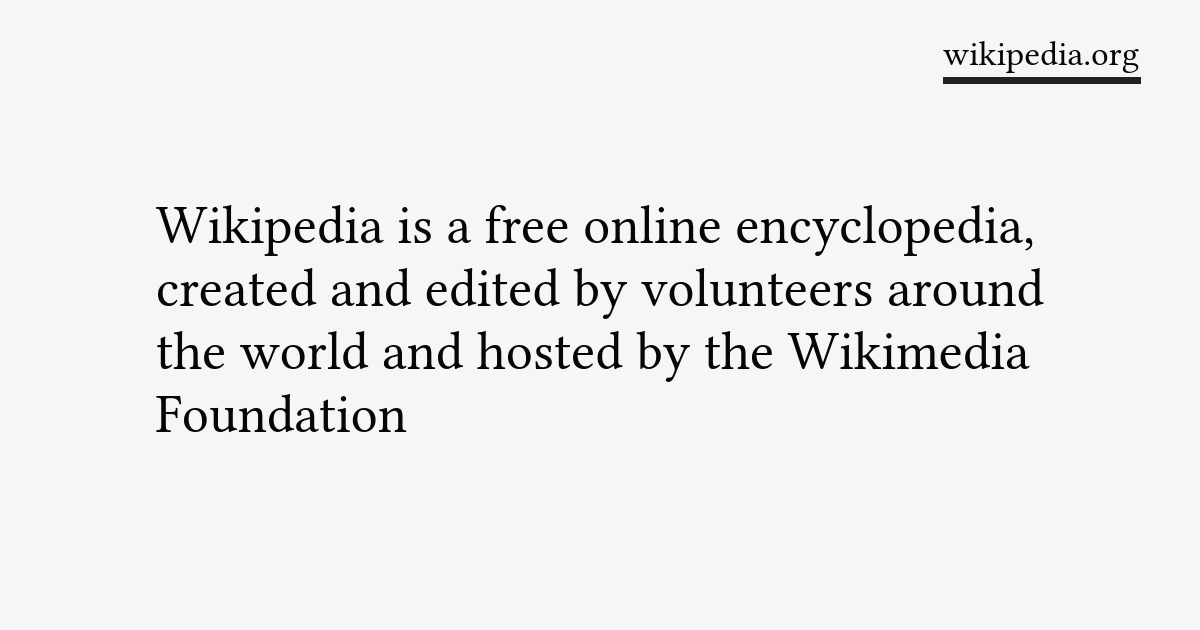 wikipedia.org
Wikipedia is a free online encyclopedia,
created and edited by volunteers around
the world and hosted by the Wikimedia
Foundation